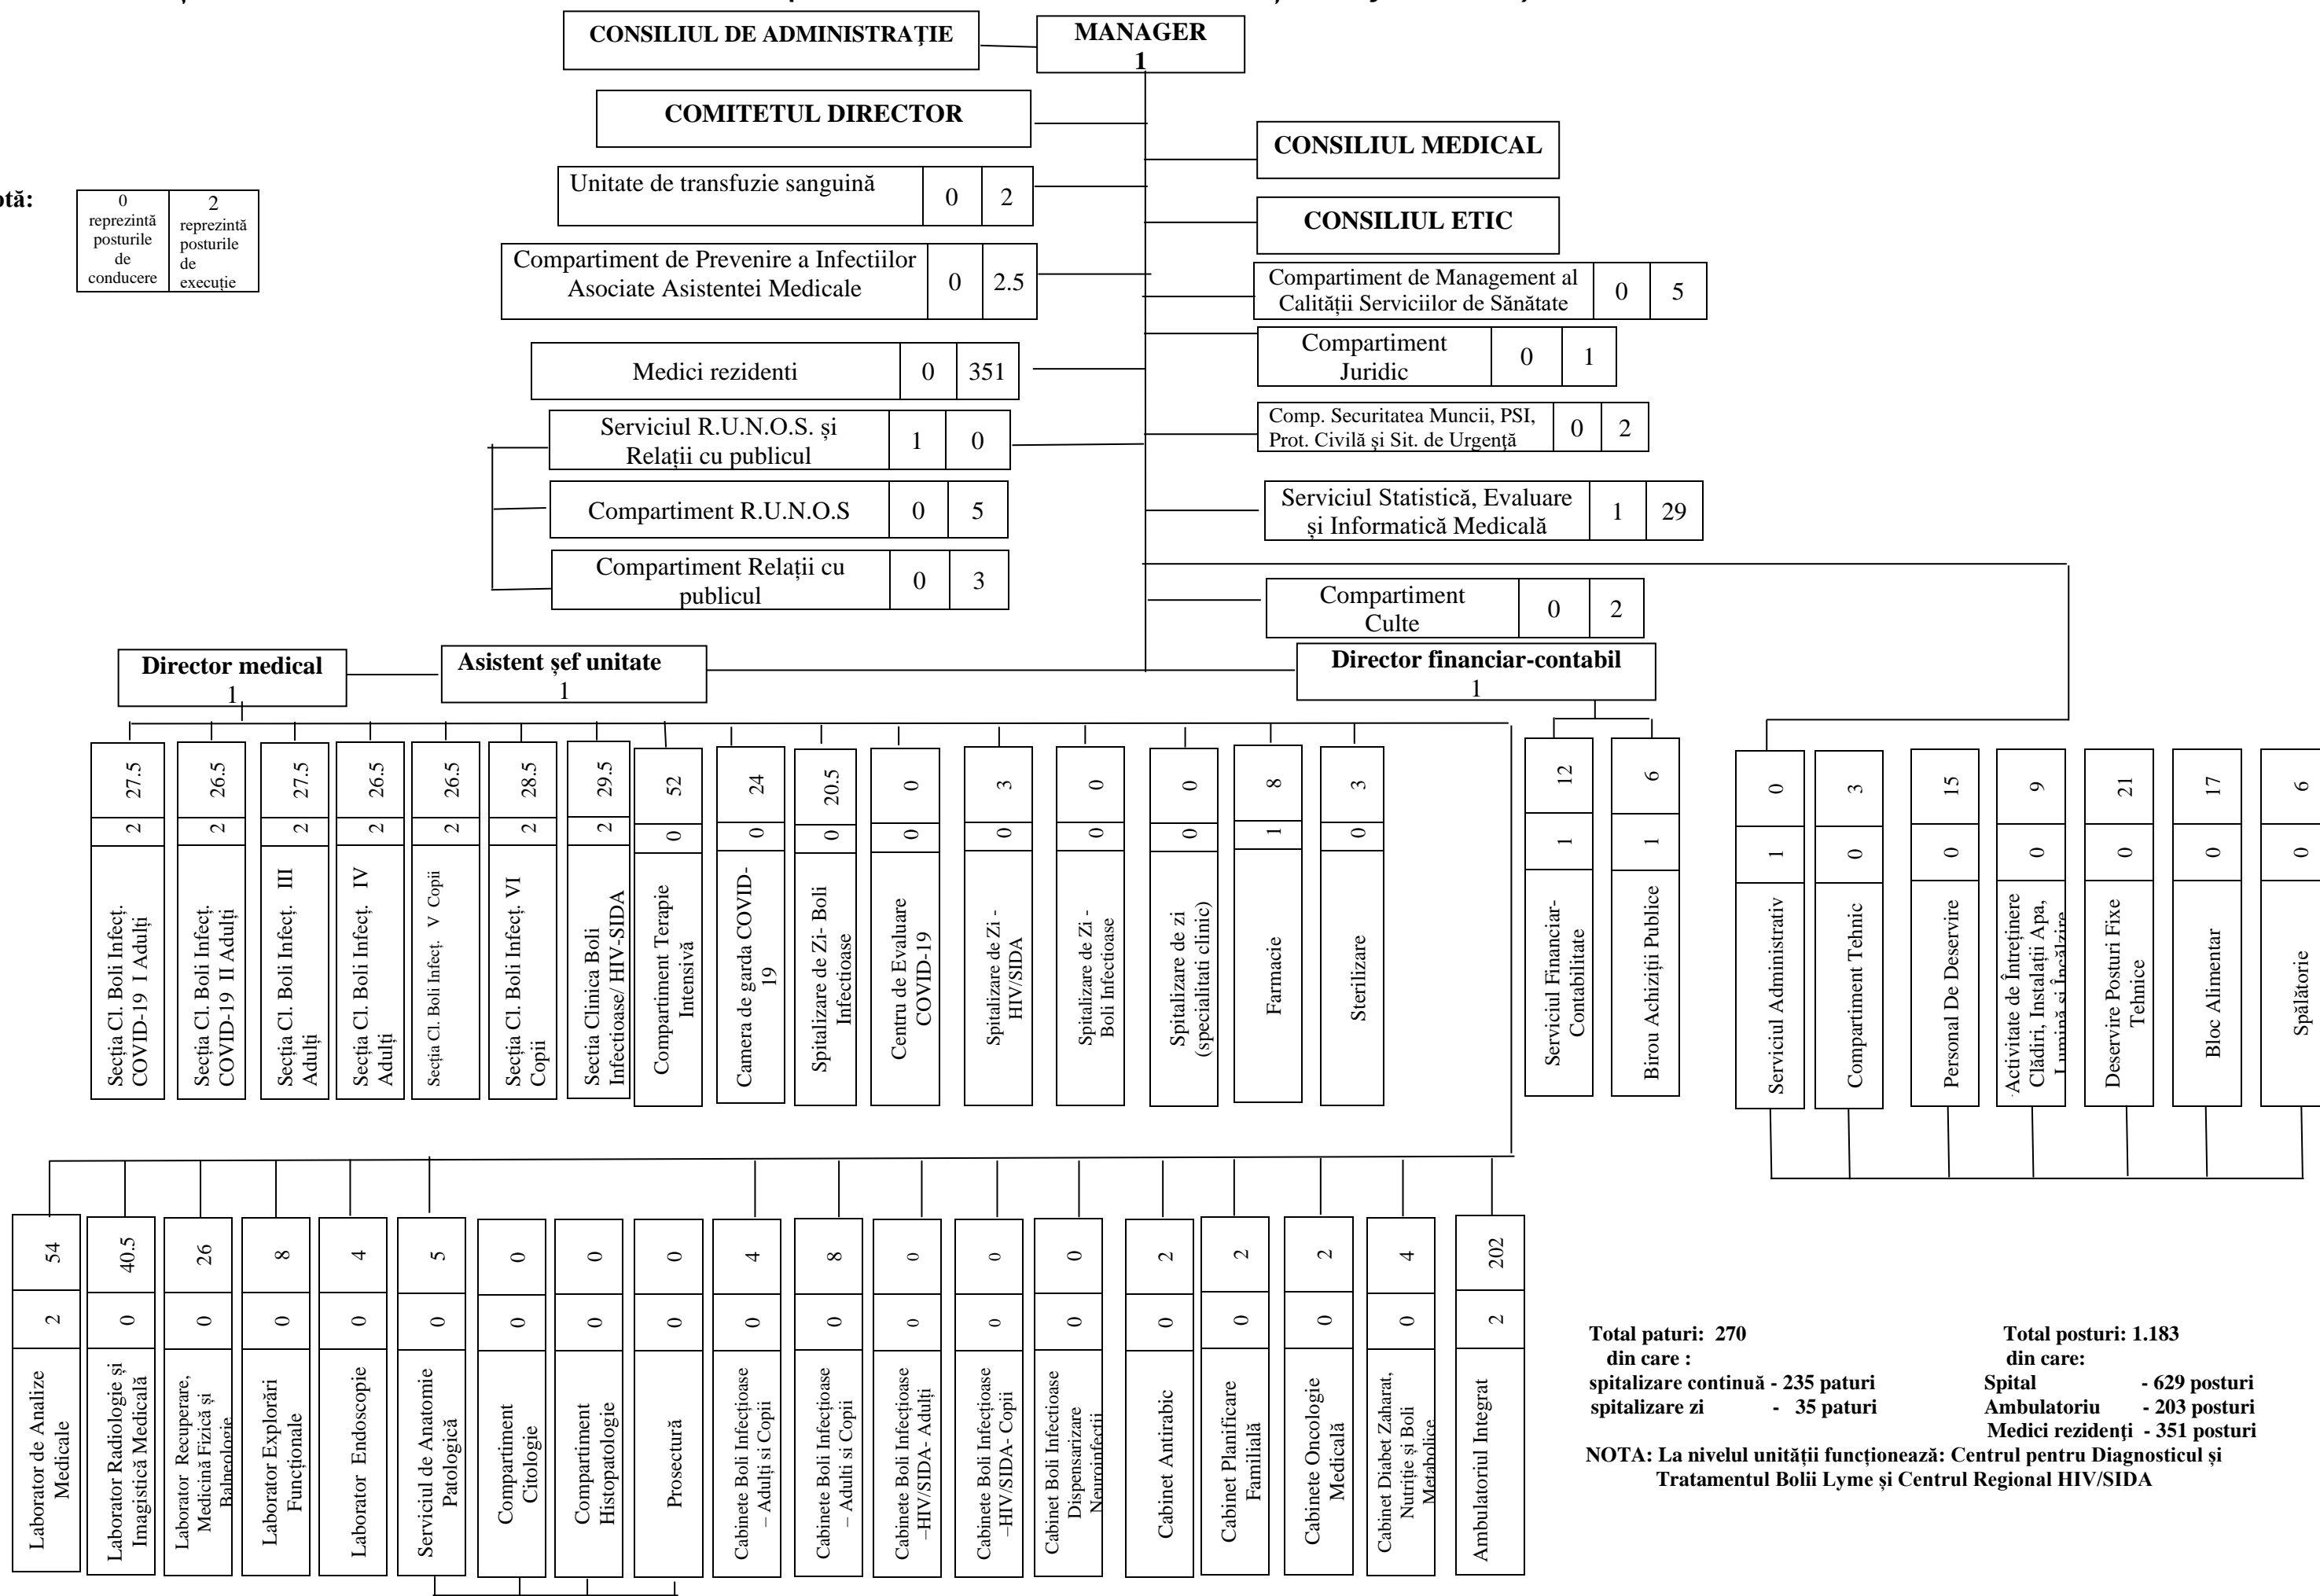 CONSILIUL DE ADMINISTRAŢIE
MANAGER
1
COMITETUL DIRECTOR
CONSILIUL MEDICAL
Unitate de transfuzie sanguină 0 2
CONSILIUL ETIC
0
reprezintă
posturile
de
conducere
2
reprezintă
posturile
de
execuție
Compartiment de Prevenire a Infectiilor
Asociate Asistentei Medicale 0 2.5
Compartiment de Management al
Calității Serviciilor de Sănătate 0 5
Medici rezidenti 0 351
Compartiment
Juridic 0 1
Serviciul R.U.N.O.S. și
Relații cu publicul 1 0
Comp. Securitatea Muncii, PSI,
Prot. Civilă și Sit. de Urgență 0 2
Compartiment R.U.N.O.S 0 5
Serviciul Statistică, Evaluare
și Informatică Medicală 1 29
Compartiment Relații cu
publicul 0 3
Compartiment
Culte 0 2
Director medical
1
Asistent șef unitate
1
Director financiar-contabil
1
27.5
2
Secția Cl. Boli Infecț.
COVID-19 I Adulți
26.5
2
Secția Cl. Boli Infecț.
COVID-19 II Adulți
27.5
2
Secția Cl. Boli Infecț. III
Adulți
26.5
2
Secția Cl. Boli Infecț. IV
Adulți
26.5
2
Secția Cl. Boli Infecț. V Copii
28.5
2
Secția Cl. Boli Infecț. VI
Copii
29.5
2
Sectia Clinica Boli
Infectioase/ HIV-SIDA
52
0
Compartiment Terapie
Intensivă
24
0
Camera de garda COVID-
19
20.5
0
Spitalizare de Zi- Boli
Infectioase
0
0
Centru de Evaluare
COVID-19
3
0
Spitalizare de Zi -
HIV/SIDA
0
0
Spitalizare de Zi -
Boli Infectioase
0
0
Spitalizare de zi
(specialitati clinic)
8
1
Farmacie
3
0
Sterilizare
12
1
Serviciul Financiar-
Contabilitate
6
1
Birou Achiziții Publice
0
1
Serviciul Administrativ
3
0
Compartiment Tehnic
15
0
Personal De Deservire
9
0
Activitate de Întreținere
Clădiri, Instalații Apa,
Lumină și Încălzire
21
0
Deservire Posturi Fixe
Tehnice
17
0
Bloc Alimentar
6
0
Spălătorie
54
2
Laborator de Analize
Medicale
40.5
0
Laborator Radiologie și
Imagistică Medicală
26
0
Laborator Recuperare,
Medicină Fizică și
Balneologie
8
0
Laborator Explorări
Funcționale
4
0
Laborator Endoscopie
5
0
Serviciul de Anatomie
Patologică
0
0
Compartiment
Citologie
0
0
Compartiment
Histopatologie
0
0
Prosectură
4
0
Cabinete Boli Infecțioase
– Adulți si Copii
8
0
Cabinete Boli Infecțioase
– Adulti si Copii
0
0
Cabinete Boli Infecțioase
–HIV/SIDA- Adulți
0
0
Cabinete Boli Infecțioase
–HIV/SIDA- Copii
0
0
Cabinet Boli Infectioase
Dispensarizare
Neuroinfecții
2
0
Cabinet Antirabic
2
0
Cabinet Planificare
Familială
2
0
Cabinete Oncologie
Medicală
4
0
Cabinet Diabet Zaharat,
Nutriție și Boli
Metabolice
202
2
Ambulatoriul Integrat
Total paturi: 270
din care :
spitalizare continuă - 235 paturi
spitalizare zi - 35 paturi
Total posturi: 1.183
din care:
Spital - 629 posturi
Ambulatoriu - 203 posturi
Medici rezidenţi - 351 posturi
NOTA: La nivelul unității funcționează: Centrul pentru Diagnosticul și
Tratamentul Bolii Lyme și Centrul Regional HIV/SIDA